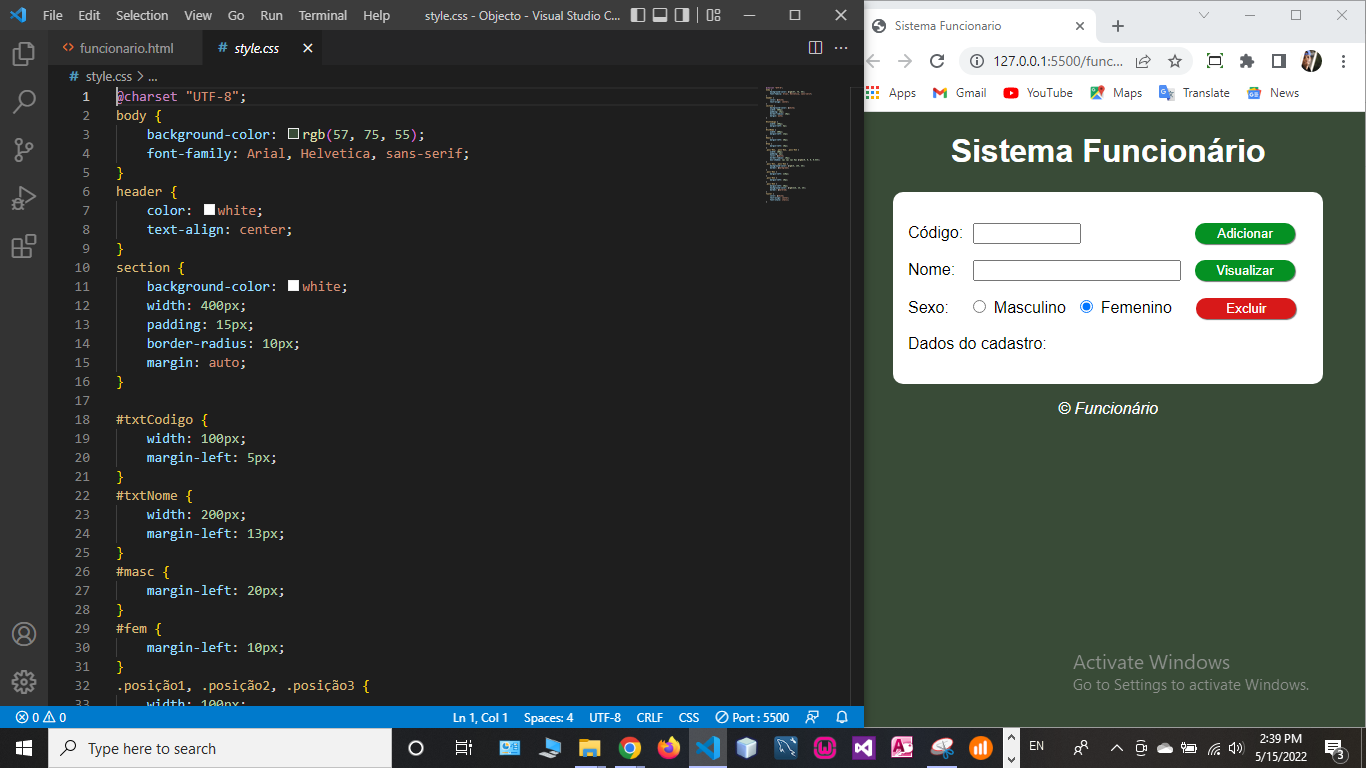 File Edit Selection View Go Run Terminal Help style.css - Objecto - Visual Studio C...
funcionario.html style.css
style.css > ...
1 @charset "UTF-8";
2 body {
3 background-color: rgb(57, 75, 55);
4 font-family: Arial, Helvetica, sans-serif;
5 }
6 header {
7 color: white;
8 text-align: center;
9 }
10 section {
11 background-color: white;
12 width: 400px;
13 padding: 15px;
14 border-radius: 10px;
15 margin: auto;
16 }
17
18 #txtCodigo {
19 width: 100px;
20 margin-left: 5px;
21 }
22 #txtNome {
23 width: 200px;
24 margin-left: 13px;
25 }
26 #masc {
27 margin-left: 20px;
28 }
29 #fem {
30 margin-left: 10px;
31 }
32 .posição1, .posição2, .posição3 {
33 width: 100px;
0 0 Ln 1, Col 1 Spaces: 4 UTF-8 CRLF CSS Port : 5500
Sistema Funcionario
127.0.0.1:5500/func...
Apps Gmail YouTube Maps Translate News
Sistema Funcionário
Código: Adicionar
Nome: Visualizar
Sexo: Masculino Femenino Excluir
Dados do cadastro:
© Funcionário
Activate Windows
Go to Settings to activate Windows.
Type here to search
EN
2:39 PM
5/15/2022
3